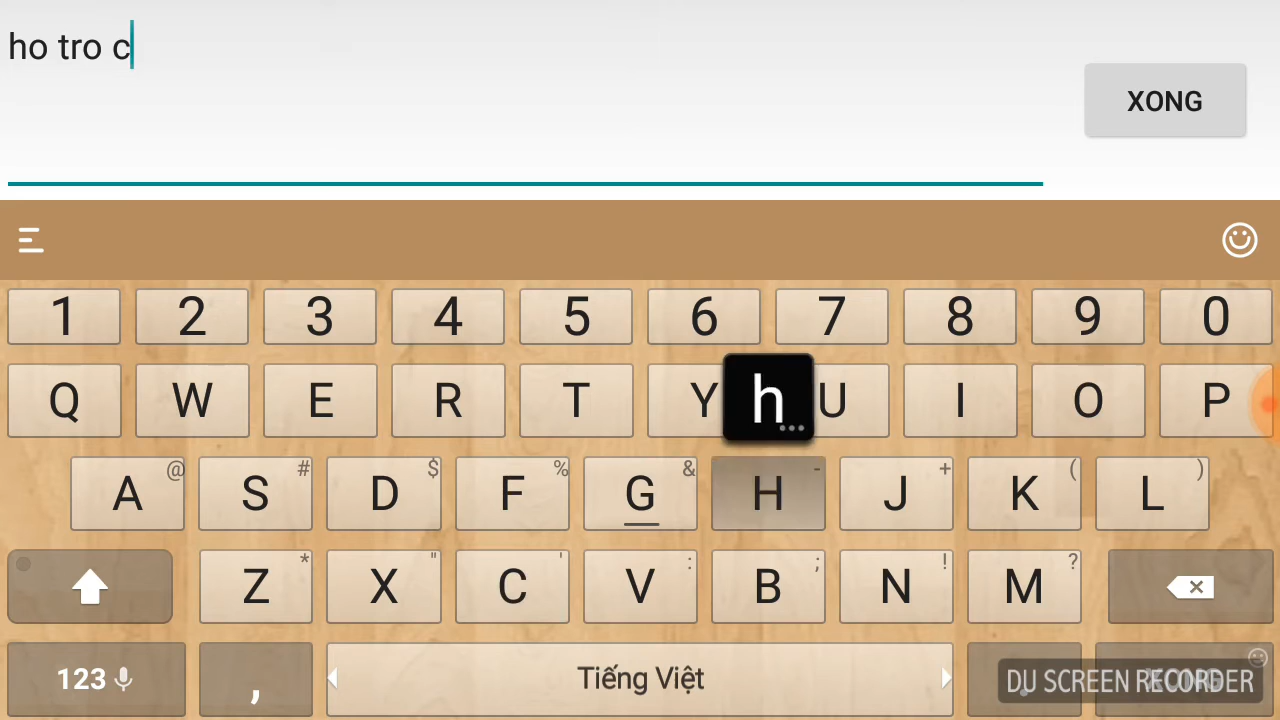 ho tro c
XONG
1 2 3 4 5 6 7 8 9 0
Q W E R T Y h U I O P
@ # $ % & - + ( )
A S D F G H J K L
* " ' : ; ! ?
Z X C V B N M
123 , Tiếng Việt .
DU SCREEN RECORDER